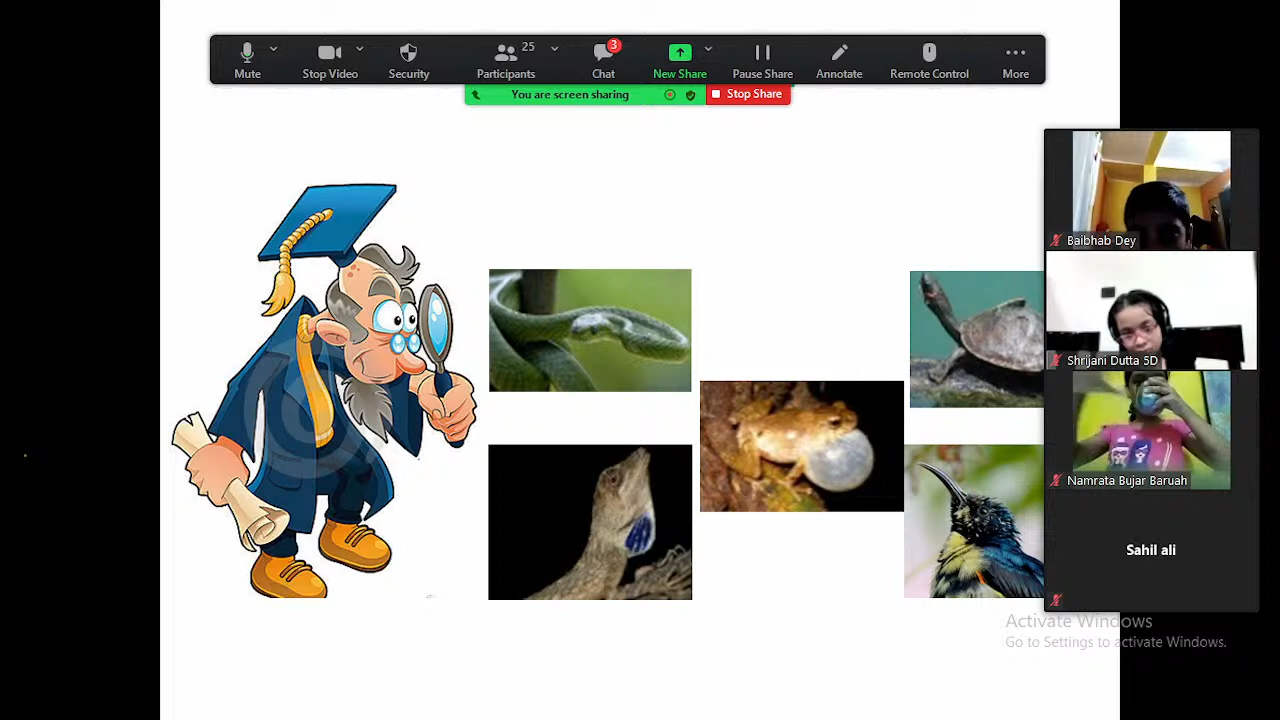 25
3
Mute
Stop Video
Security
Participants
Chat
New Share
Pause Share
Annotate
Remote Control
More
You are screen sharing
Stop Share
Baibhab Dey
Shrijani Dutta 5D
Namrata Bujar Baruah
Sahil ali
Activate Windows
Go to Settings to activate Windows.